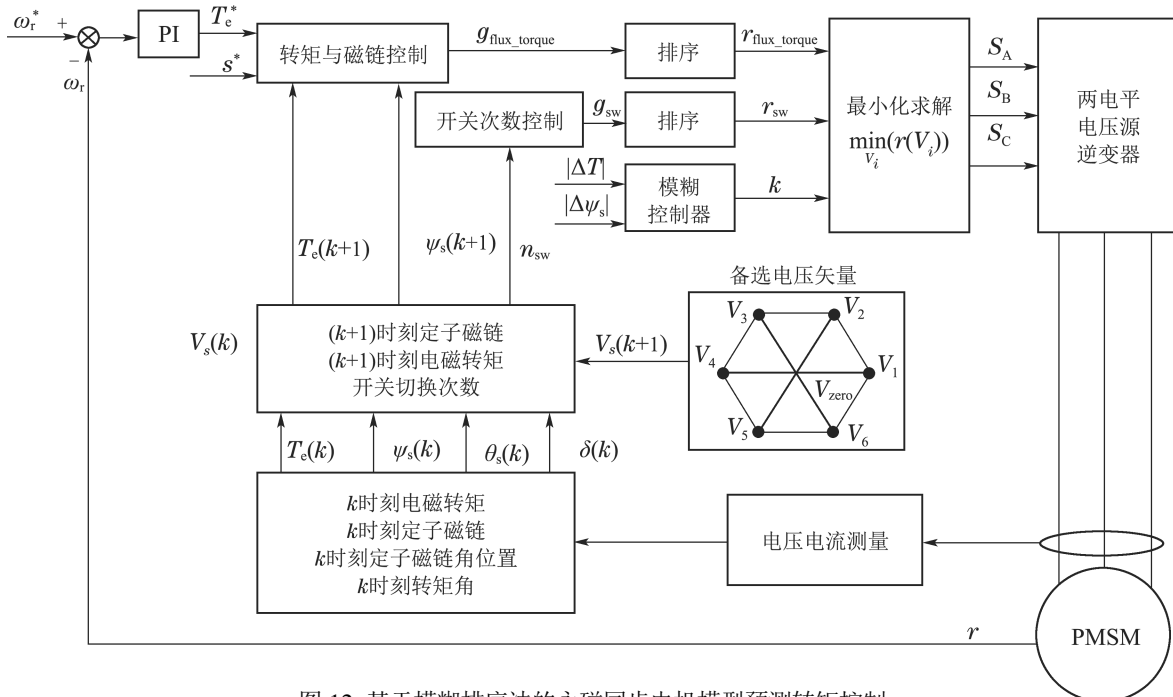 ω_r^* + PI T_e^* 转矩与磁链控制 g_flux_torque 排序 r_flux_torque
− ω_r s^*
开关次数控制 g_sw 排序 r_sw
最小化求解
min(r(V_i))
V_i
S_A
S_B
S_C
两电平
电压源
逆变器
|ΔT|
|Δψ_s|
模糊
控制器
k
T_e(k+1) ψ_s(k+1) n_sw
备选电压矢量
V_3 V_2
V_4 V_1
V_zero
V_5 V_6
V_s(k)
(k+1)时刻定子磁链
(k+1)时刻电磁转矩
开关切换次数
V_s(k+1)
T_e(k) ψ_s(k) θ_s(k) δ(k)
k时刻电磁转矩
k时刻定子磁链
k时刻定子磁链角位置
k时刻转矩角
电压电流测量
r
PMSM